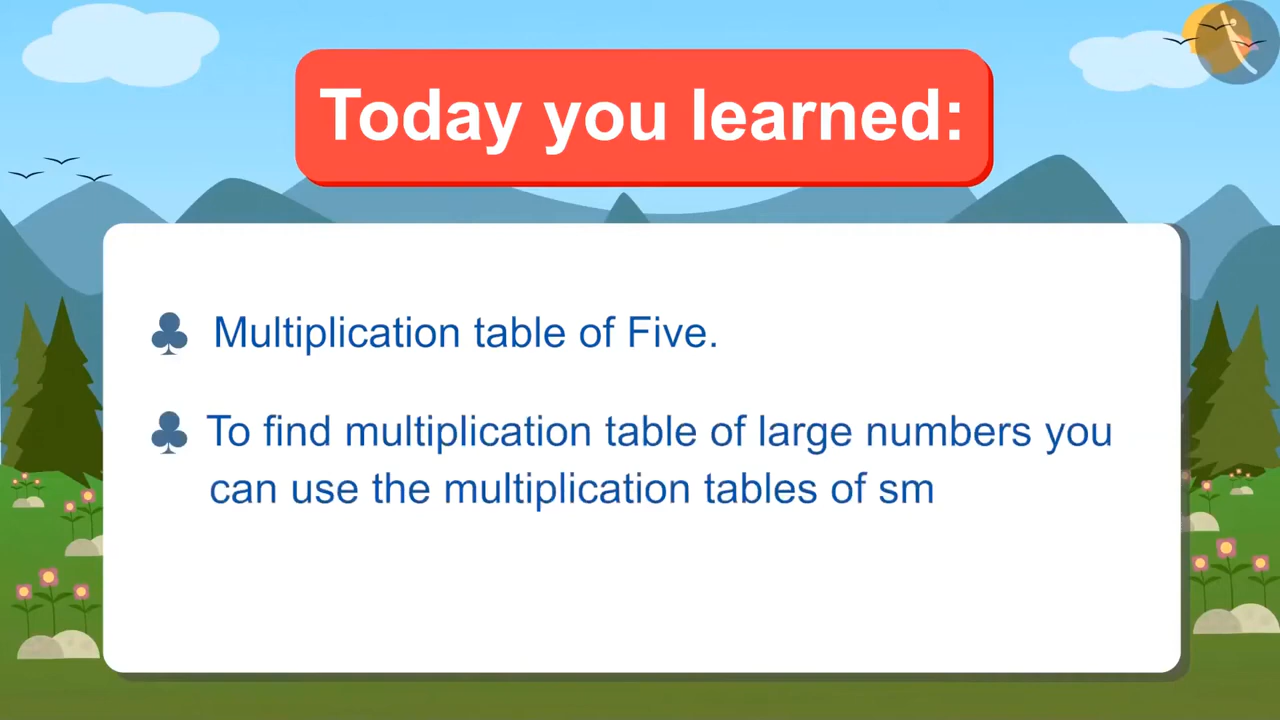 Today you learned:
Multiplication table of Five.
To find multiplication table of large numbers you
can use the multiplication tables of sm